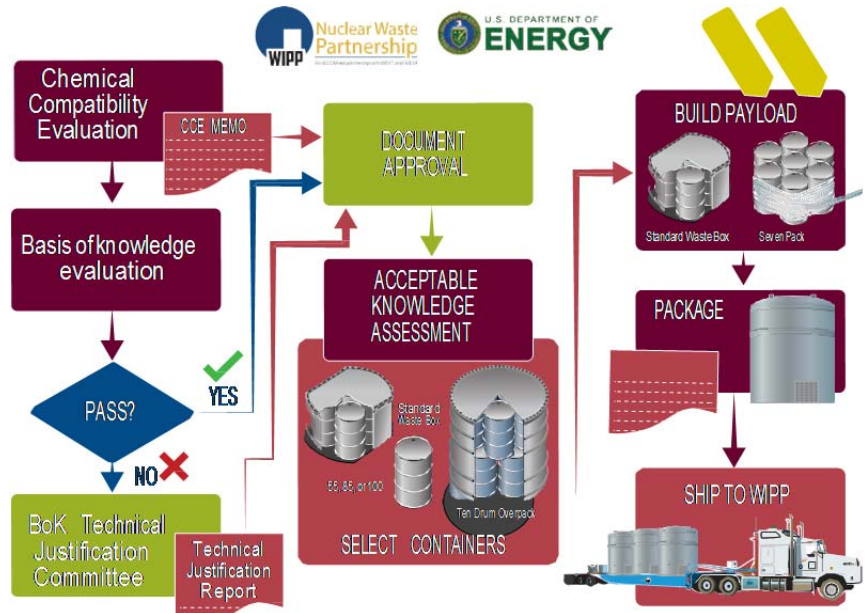 WIPP
Nuclear Waste
Partnership
U.S. DEPARTMENT OF
ENERGY
Chemical
Compatibility
Evaluation
CCE MEMO
Basis of knowledge
evaluation
PASS?
YES
NO
BoK Technical
Justification
Committee
Technical
Justification
Report
DOCUMENT
APPROVAL
ACCEPTABLE
KNOWLEDGE
ASSESSMENT
Standard
Waste Box
55, 85, or 100
Ten Drum Overpack
SELECT CONTAINERS
BUILD PAYLOAD
Standard Waste Box
Seven Pack
PACKAGE
SHIP TO WIPP